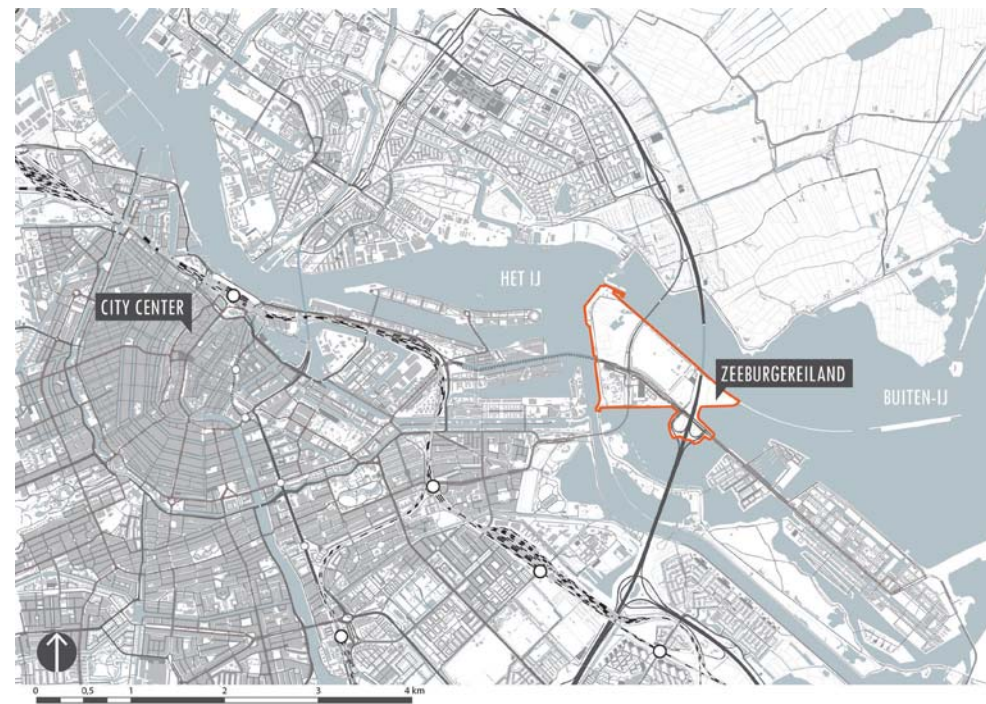 HET IJ
CITY CENTER
ZEEBURGEREILAND
BUITEN-IJ
0 0,5 1 2 3 4 km